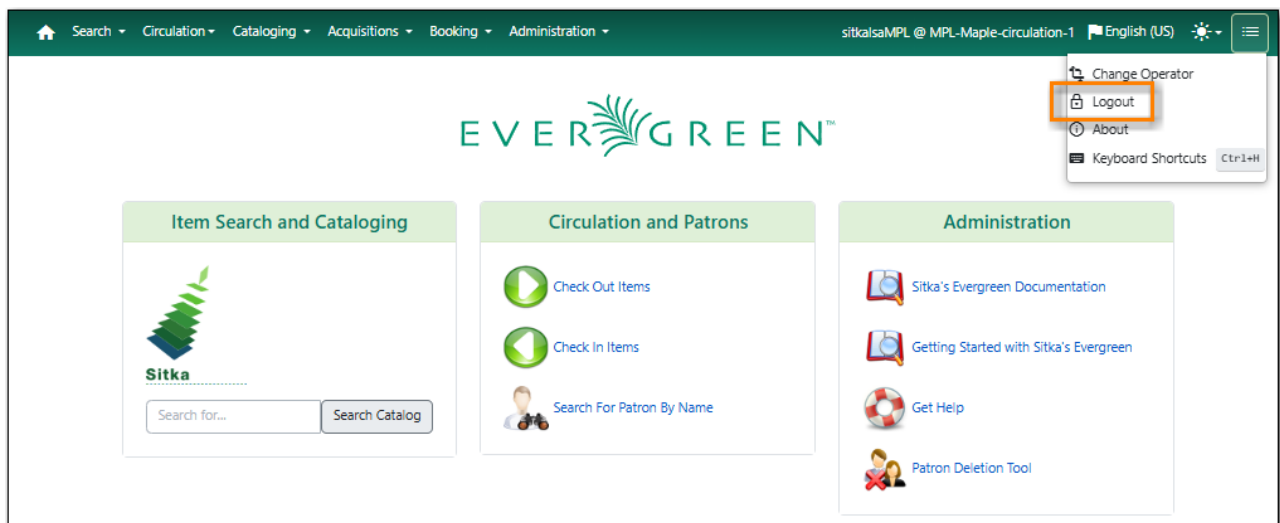 Search Circulation Cataloging Acquisitions Booking Administration sitkalsaMPL @ MPL-Maple-circulation-1 English (US)
Change Operator
Logout
About
Keyboard Shortcuts Ctrl+H
EVERGREEN™
Item Search and Cataloging
Sitka
Search for... Search Catalog
Circulation and Patrons
Check Out Items
Check In Items
Search For Patron By Name
Administration
Sitka's Evergreen Documentation
Getting Started with Sitka's Evergreen
Get Help
Patron Deletion Tool